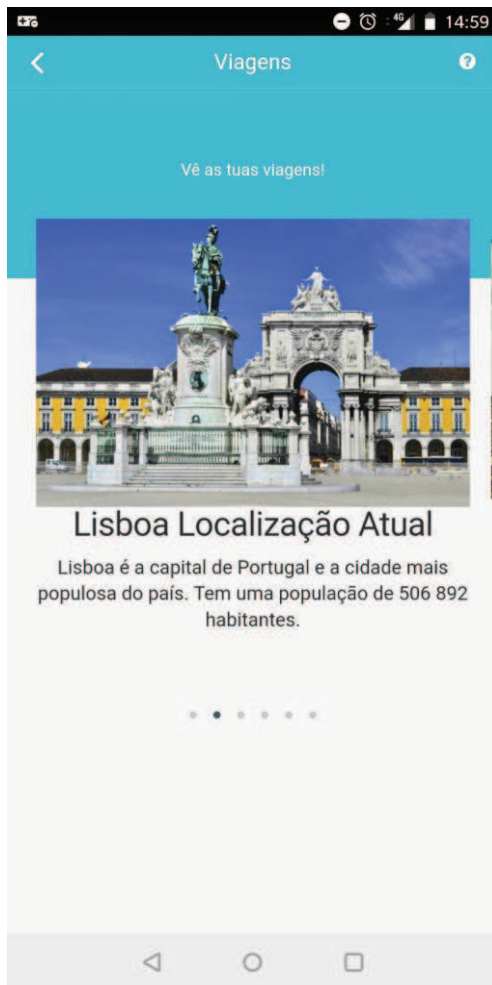 4G 14:59
Viagens
Vê as tuas viagens!
Lisboa Localização Atual
Lisboa é a capital de Portugal e a cidade mais
populosa do país. Tem uma população de 506 892
habitantes.